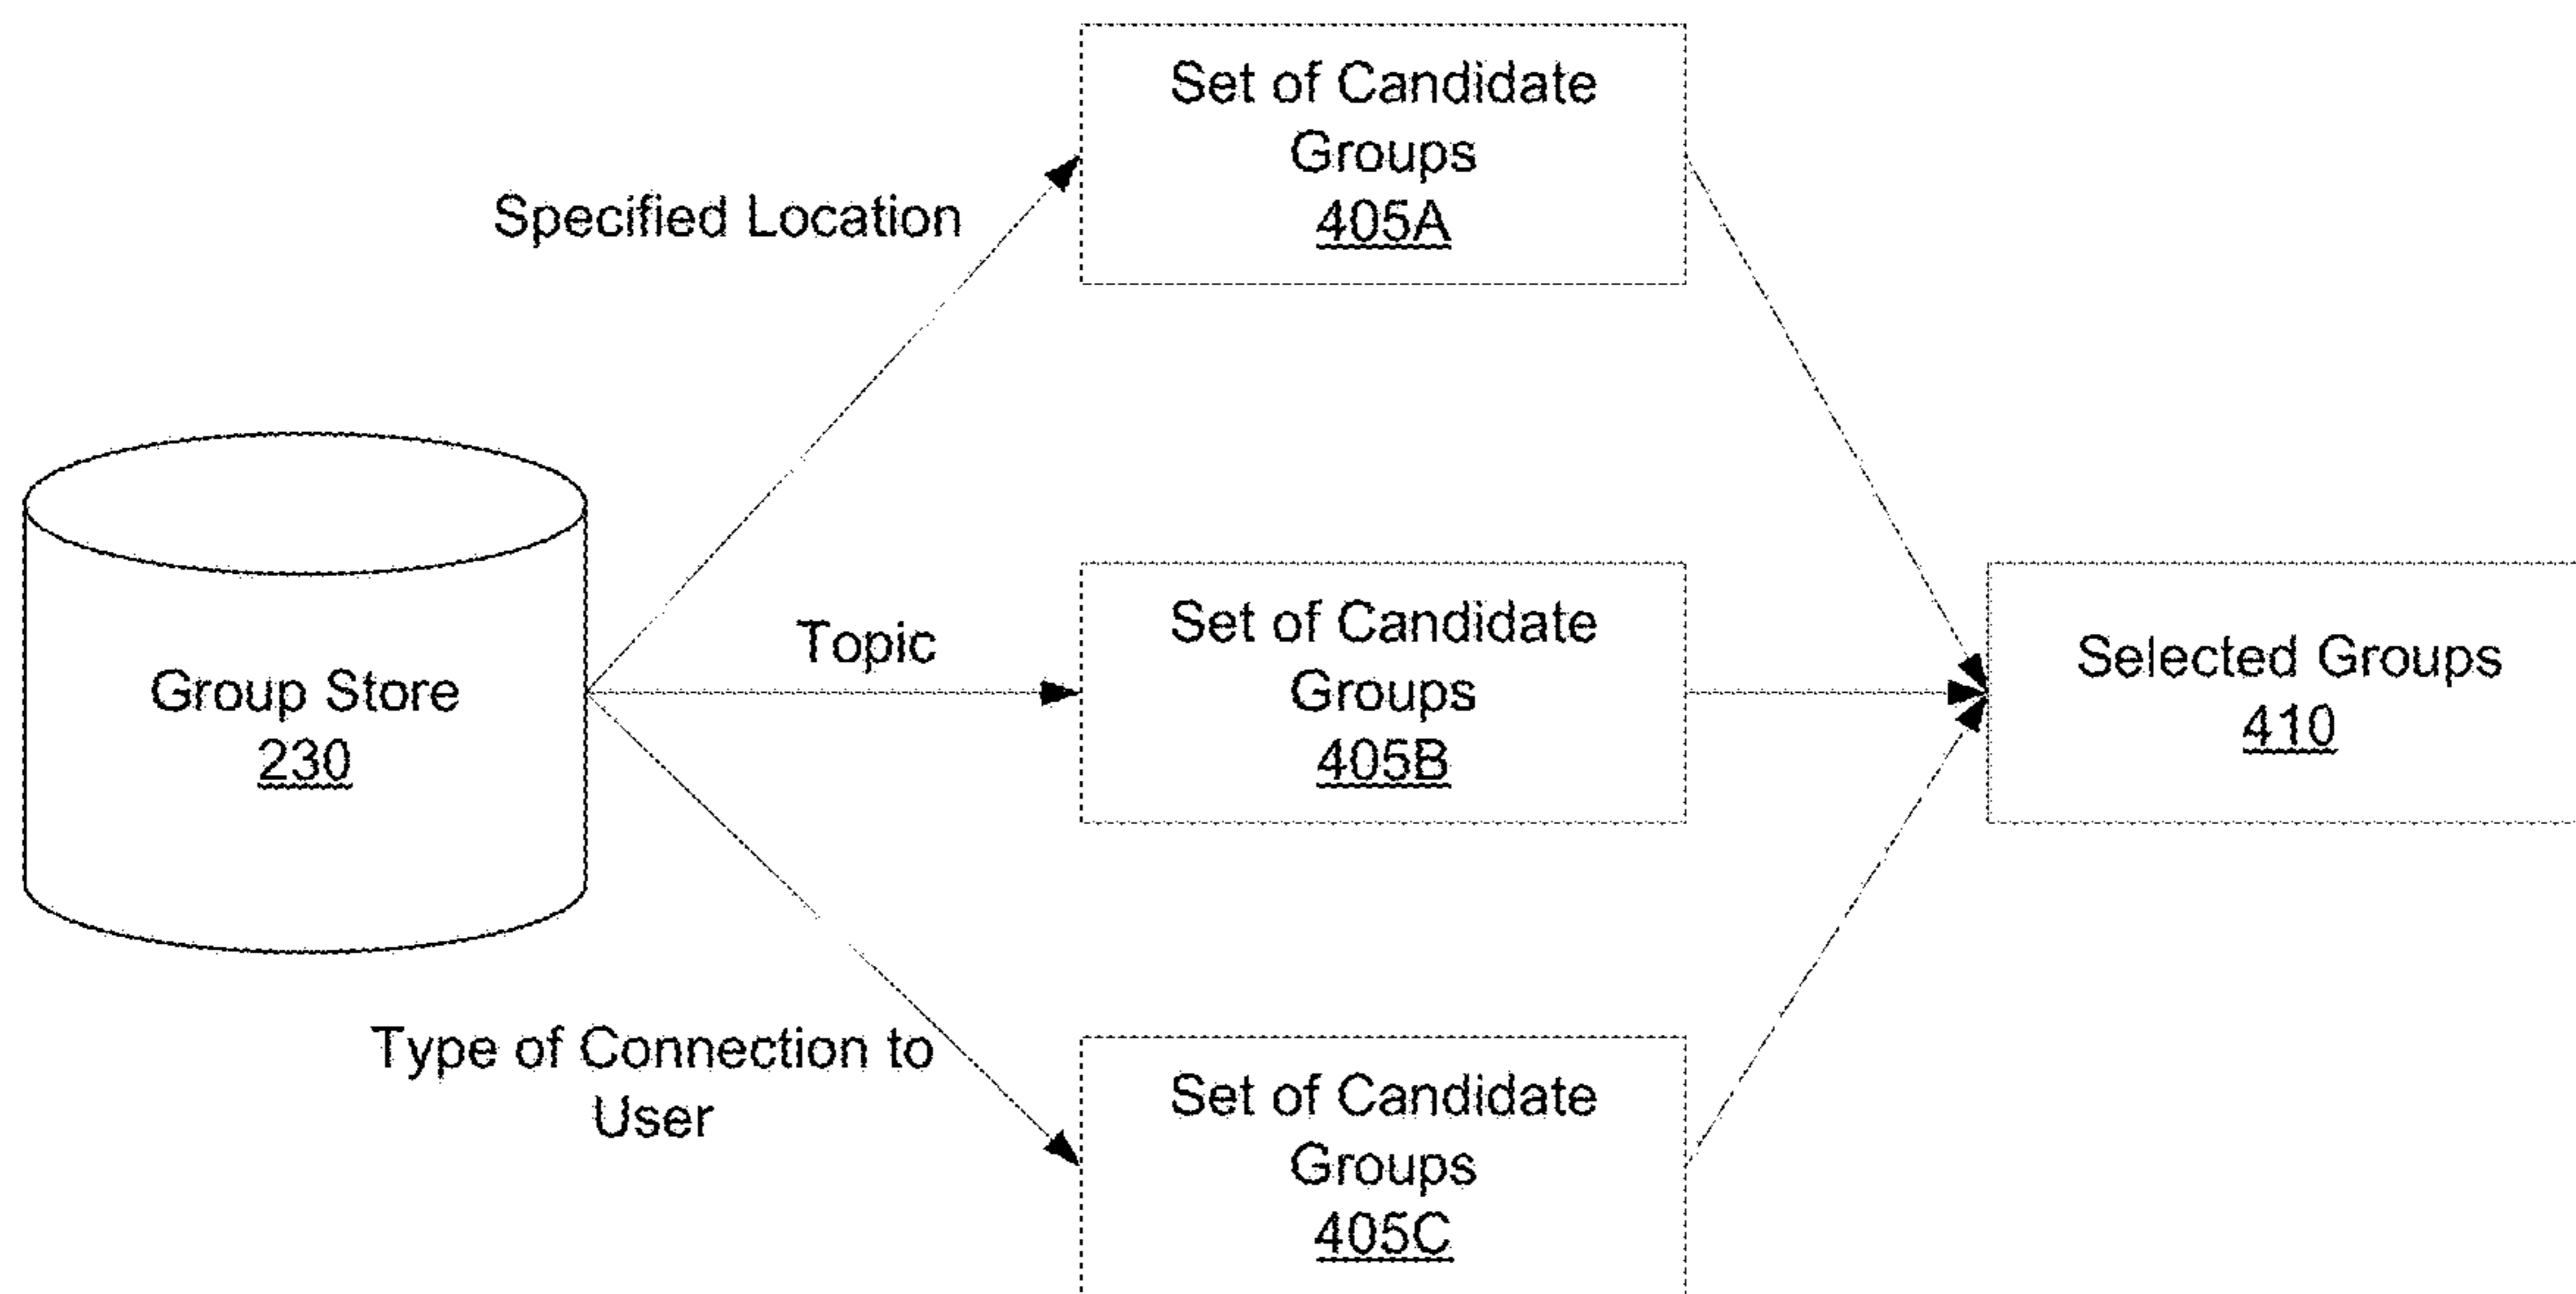 Set of Candidate
Groups
405A
Specified Location
Group Store
230
Topic
Set of Candidate
Groups
405B
Selected Groups
410
Type of Connection to
User
Set of Candidate
Groups
405C